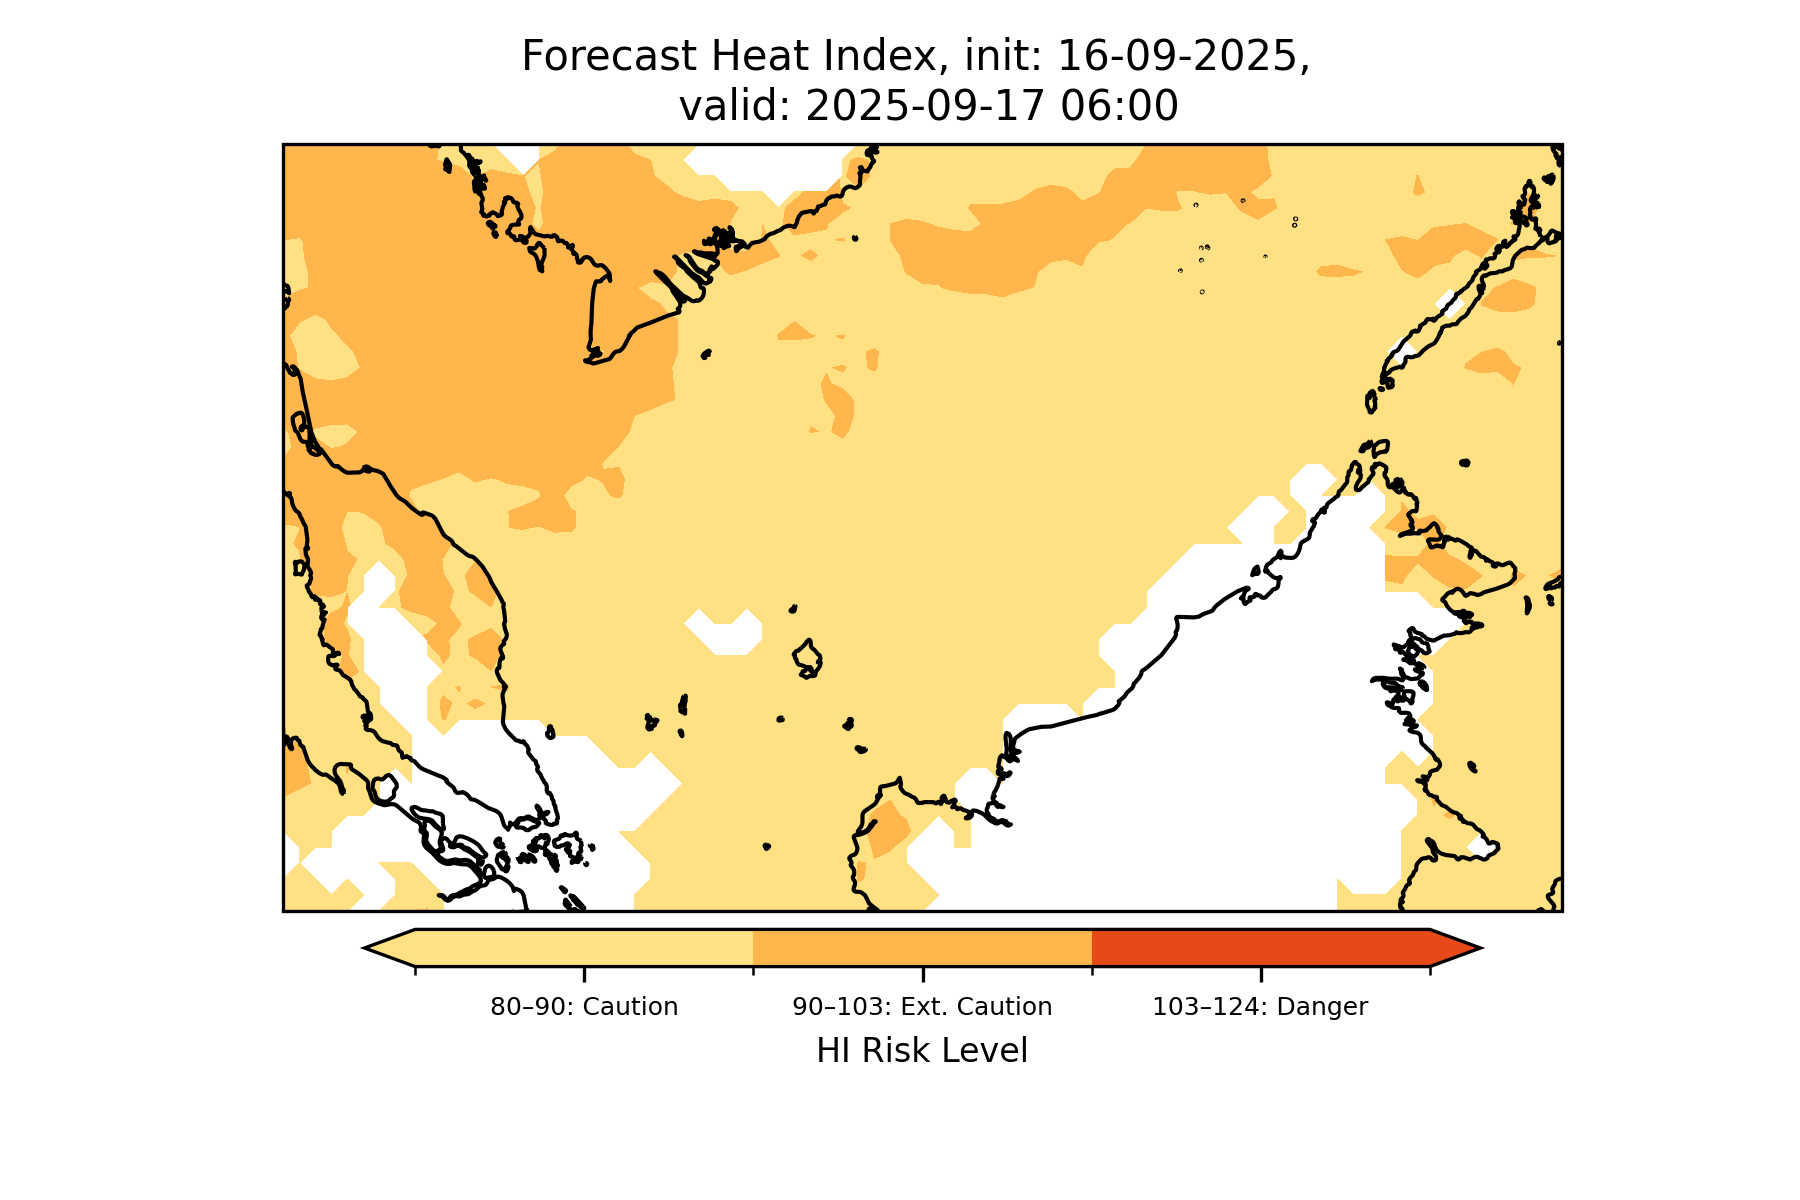 Forecast Heat Index, init: 16-09-2025,
valid: 2025-09-17 06:00
80–90: Caution
90–103: Ext. Caution
103–124: Danger
HI Risk Level